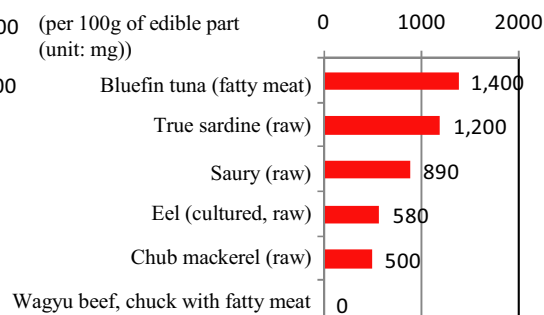 00 (per 100g of edible part
(unit: mg))
00
0 1000 2000
Bluefin tuna (fatty meat) 1,400
True sardine (raw) 1,200
Saury (raw) 890
Eel (cultured, raw) 580
Chub mackerel (raw) 500
Wagyu beef, chuck with fatty meat 0